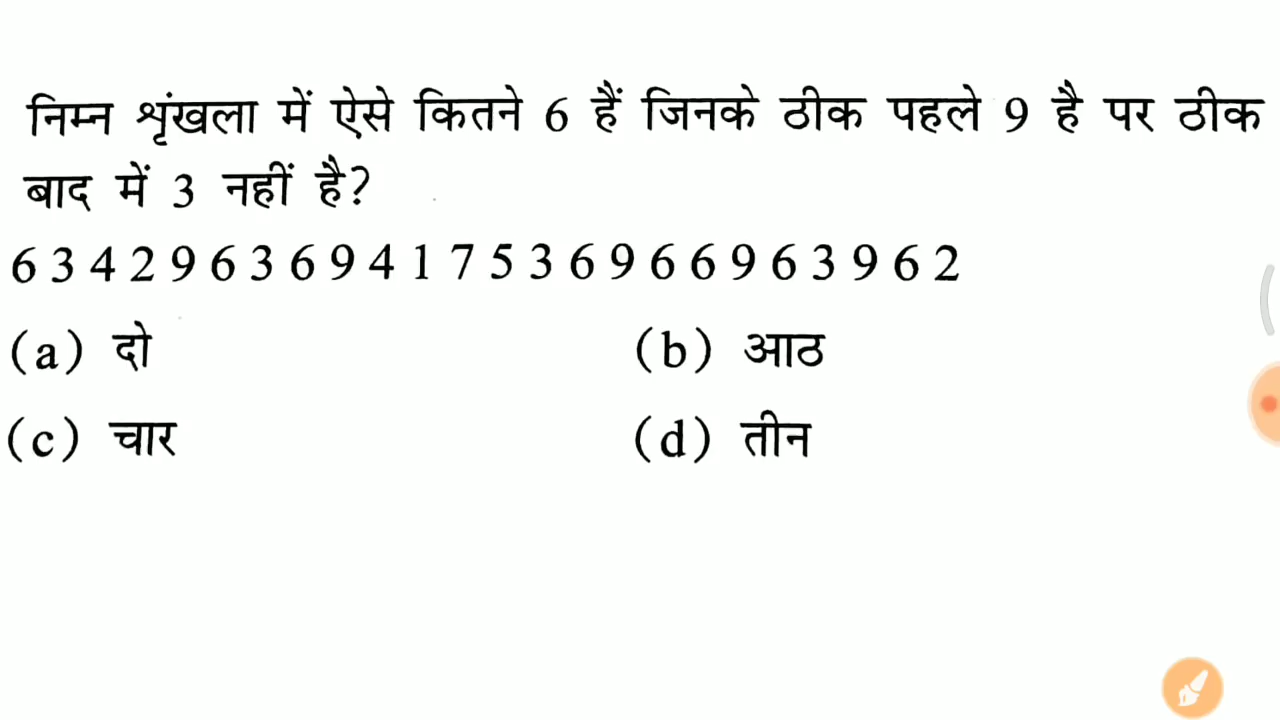 निम्न शृंखला में ऐसे कितने 6 हैं जिनके ठीक पहले 9 है पर ठीक
बाद में 3 नहीं है?
6 3 4 2 9 6 3 6 9 4 1 7 5 3 6 9 6 6 9 6 3 9 6 2
(a) दो (b) आठ
(c) चार (d) तीन